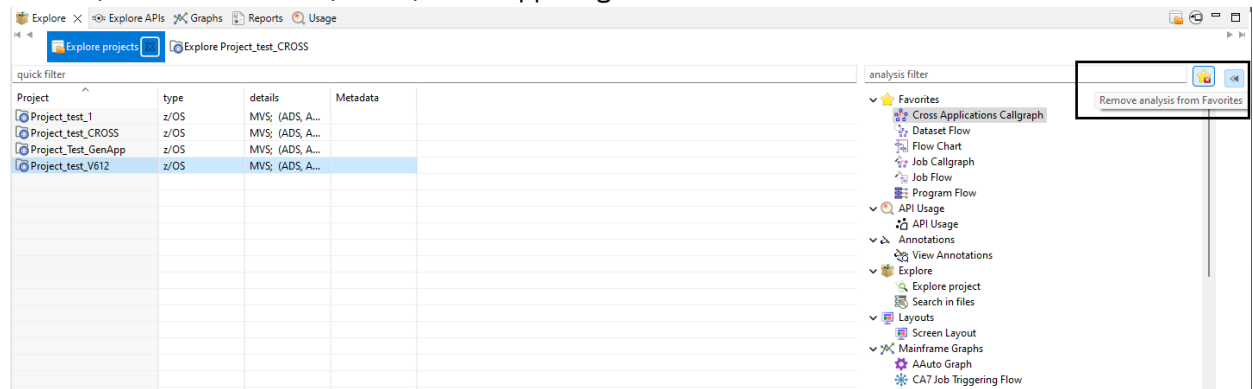 Explore Explore APIs Graphs Reports Usage
Explore projects Explore Project_test_CROSS
quick filter
Project type details Metadata
Project_test_1 z/OS MVS; (ADS, A...
Project_test_CROSS z/OS MVS; (ADS, A...
Project_Test_GenApp z/OS MVS; (ADS, A...
Project_test_V612 z/OS MVS; (ADS, A...
analysis filter
Remove analysis from Favorites
Favorites
Cross Applications Callgraph
Dataset Flow
Flow Chart
Job Callgraph
Job Flow
Program Flow
API Usage
API Usage
Annotations
View Annotations
Explore
Explore project
Search in files
Layouts
Screen Layout
Mainframe Graphs
AAuto Graph
CA7 Job Triggering Flow